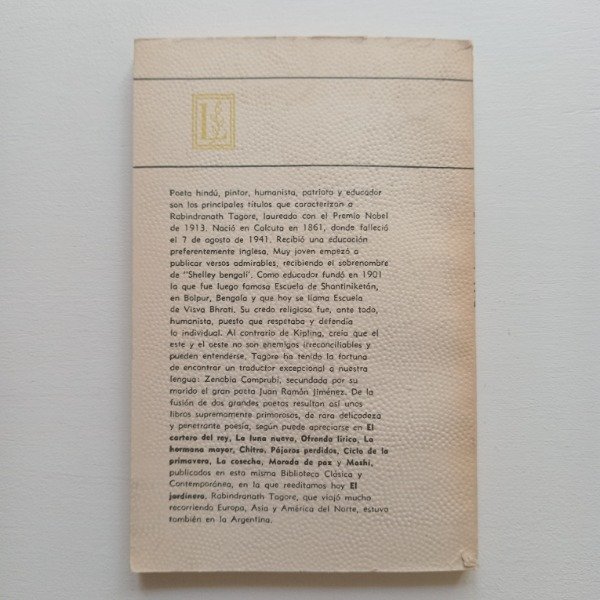 L
Poeta hindú, pintor, humanista, patriota y educador
son los principales títulos que caracterizan a
Rabindranath Tagore, laureado con el Premio Nobel
de 1913. Nació en Calcuta en 1861, donde falleció
el 7 de agosto de 1941. Recibió una educación
preferentemente inglesa. Muy joven empezó a
publicar versos admirables, recibiendo el sobrenombre
de "Shelley bengalí". Como educador fundó en 1901
la que fue luego famosa Escuela de Shantiniketán,
en Bolpur, Bengala y que hoy se llama Escuela
de Visva Bhrati. Su credo religioso fue, ante todo,
humanista, puesto que respetaba y defendía
lo individual. Al contrario de Kipling, creía que el
este y el oeste no son enemigos irreconciliables y
pueden entenderse. Tagore ha tenido la fortuna
de encontrar un traductor excepcional a nuestra
lengua: Zenobia Camprubí, secundada por su
marido el gran poeta Juan Ramón Jiménez. De la
fusión de dos grandes poetas resultan así unos
libros supremamente primorosos, de rara delicadeza
y penetrante poesía, según puede apreciarse en El
cartero del rey, La luna nueva, Ofrenda lírica, La
hermana mayor, Chitra, Pájaros perdidos, Ciclo de la
primavera, La cosecha, Morada de paz y Mashi,
publicados en esta misma Biblioteca Clásica y
Contemporánea, en la que reeditamos hoy El
jardinero. Rabindranath Tagore, que viajó mucho
recorriendo Europa, Asia y América del Norte, estuvo
también en la Argentina.